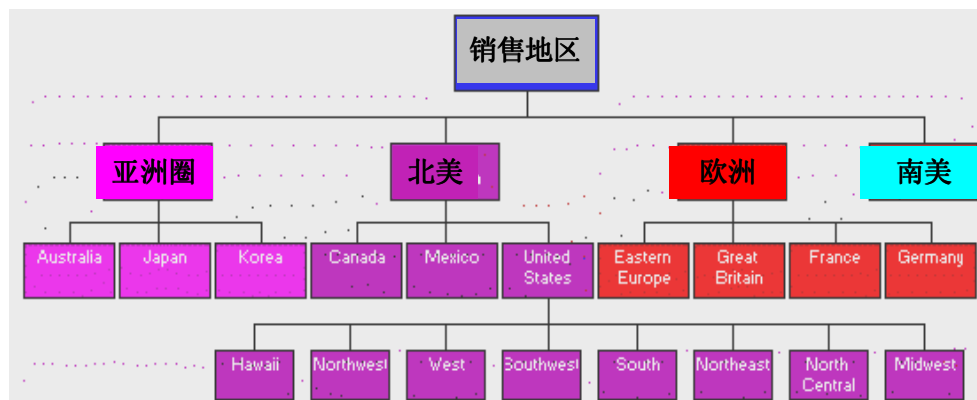 销售地区
亚洲圈
北美
欧洲
南美
Australia
Japan
Korea
Canada
Mexico
United
States
Eastern
Europe
Great
Britain
France
Germany
Hawaii
Northwest
West
Southwest
South
Northeast
North
Central
Midwest